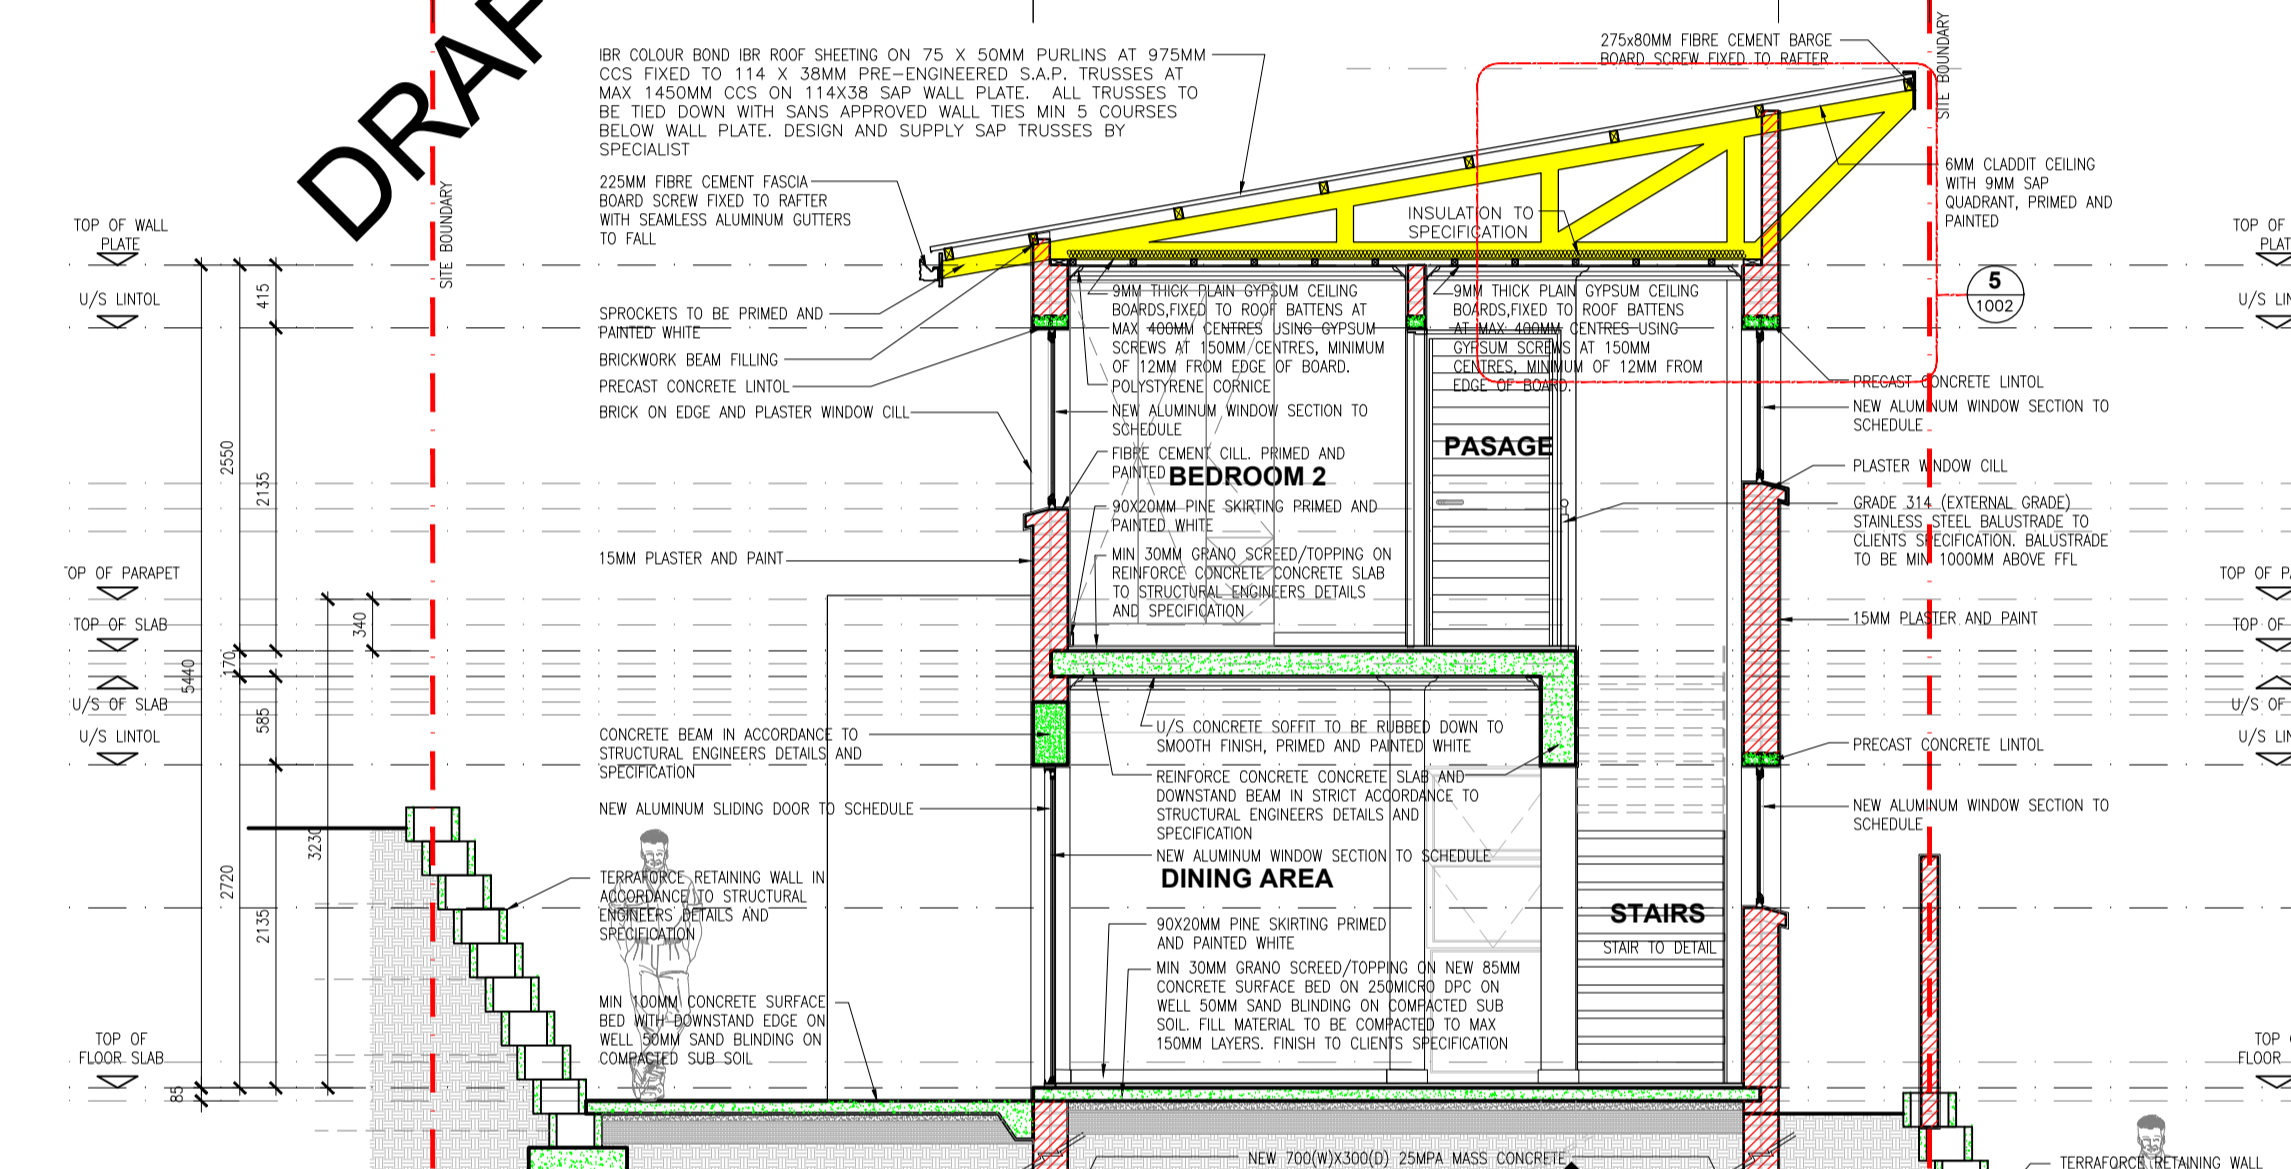 DRAF
SITE BOUNDARY
IBR COLOUR BOND IBR ROOF SHEETING ON 75 X 50MM PURLINS AT 975MM
CCS FIXED TO 114 X 38MM PRE-ENGINEERED S.A.P. TRUSSES AT
MAX 1450MM CCS ON 114X38 SAP WALL PLATE. ALL TRUSSES TO
BE TIED DOWN WITH SANS APPROVED WALL TIES MIN 5 COURSES
BELOW WALL PLATE. DESIGN AND SUPPLY SAP TRUSSES BY
SPECIALIST
225MM FIBRE CEMENT FASCIA
BOARD SCREW FIXED TO RAFTER
WITH SEAMLESS ALUMINUM GUTTERS
TO FALL
SPROCKETS TO BE PRIMED AND
PAINTED WHITE
BRICKWORK BEAM FILLING
PRECAST CONCRETE LINTOL
BRICK ON EDGE AND PLASTER WINDOW CILL
15MM PLASTER AND PAINT
CONCRETE BEAM IN ACCORDANCE TO
STRUCTURAL ENGINEERS DETAILS AND
SPECIFICATION
NEW ALUMINUM SLIDING DOOR TO SCHEDULE
TERRAFORCE RETAINING WALL IN
ACCORDANCE TO STRUCTURAL
ENGINEERS DETAILS AND
SPECIFICATION
MIN 100MM CONCRETE SURFACE
BED WITH DOWNSTAND EDGE ON
WELL 50MM SAND BLINDING ON
COMPACTED SUB SOIL
TOP OF WALL
PLATE
U/S LINTOL
TOP OF PARAPET
TOP OF SLAB
U/S OF SLAB
U/S LINTOL
TOP OF
FLOOR SLAB
415
2550
2135
340
170
5440
585
3230
2720
2135
85
275x80MM FIBRE CEMENT BARGE
BOARD SCREW FIXED TO RAFTER
SITE BOUNDARY
6MM CLADDIT CEILING
WITH 9MM SAP
QUADRANT, PRIMED AND
PAINTED
INSULATION TO
SPECIFICATION
5
1002
9MM THICK PLAIN GYPSUM CEILING
BOARDS,FIXED TO ROOF BATTENS AT
MAX 400MM CENTRES USING GYPSUM
SCREWS AT 150MM CENTRES, MINIMUM
OF 12MM FROM EDGE OF BOARD.
POLYSTYRENE CORNICE
NEW ALUMINUM WINDOW SECTION TO
SCHEDULE
FIBRE CEMENT CILL. PRIMED AND
PAINTED
BEDROOM 2
90X20MM PINE SKIRTING PRIMED AND
PAINTED WHITE
MIN 30MM GRANO SCREED/TOPPING ON
REINFORCE CONCRETE CONCRETE SLAB
TO STRUCTURAL ENGINEERS DETAILS
AND SPECIFICATION
9MM THICK PLAIN GYPSUM CEILING
BOARDS,FIXED TO ROOF BATTENS
AT MAX 400MM CENTRES USING
GYPSUM SCREWS AT 150MM
CENTRES, MINIMUM OF 12MM FROM
EDGE OF BOARD.
PASAGE
U/S CONCRETE SOFFIT TO BE RUBBED DOWN TO
SMOOTH FINISH, PRIMED AND PAINTED WHITE
REINFORCE CONCRETE CONCRETE SLAB AND
DOWNSTAND BEAM IN STRICT ACCORDANCE TO
STRUCTURAL ENGINEERS DETAILS AND
SPECIFICATION
NEW ALUMINUM WINDOW SECTION TO SCHEDULE
DINING AREA
90X20MM PINE SKIRTING PRIMED
AND PAINTED WHITE
MIN 30MM GRANO SCREED/TOPPING ON NEW 85MM
CONCRETE SURFACE BED ON 250MICRO DPC ON
WELL 50MM SAND BLINDING ON COMPACTED SUB
SOIL. FILL MATERIAL TO BE COMPACTED TO MAX
150MM LAYERS. FINISH TO CLIENTS SPECIFICATION
STAIRS
STAIR TO DETAIL
NEW 700(W)X300(D) 25MPA MASS CONCRETE
PRECAST CONCRETE LINTOL
NEW ALUMINUM WINDOW SECTION TO
SCHEDULE
PLASTER WINDOW CILL
GRADE 314 (EXTERNAL GRADE)
STAINLESS STEEL BALUSTRADE TO
CLIENTS SPECIFICATION. BALUSTRADE
TO BE MIN 1000MM ABOVE FFL
15MM PLASTER AND PAINT
PRECAST CONCRETE LINTOL
NEW ALUMINUM WINDOW SECTION TO
SCHEDULE
TERRAFORCE RETAINING WALL
TOP OF
PLAT
U/S LIN
TOP OF PA
TOP OF
U/S OF
U/S LIN
TOP
FLOOR